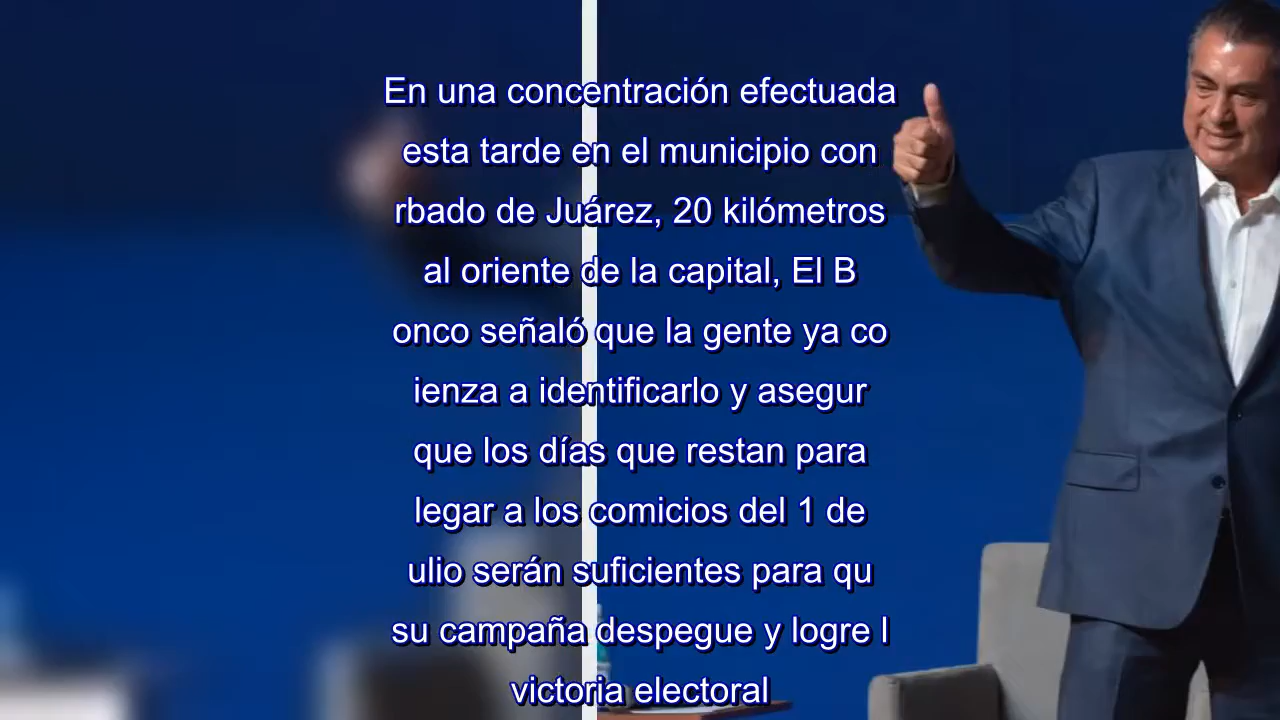 En una concentración efectuada
esta tarde en el municipio con
rbado de Juárez, 20 kilómetros
al oriente de la capital, El B
onco señaló que la gente ya co
ienza a identificarlo y asegur
que los días que restan para
legar a los comicios del 1 de
ulio serán suficientes para qu
su campaña despegue y logre l
victoria electoral